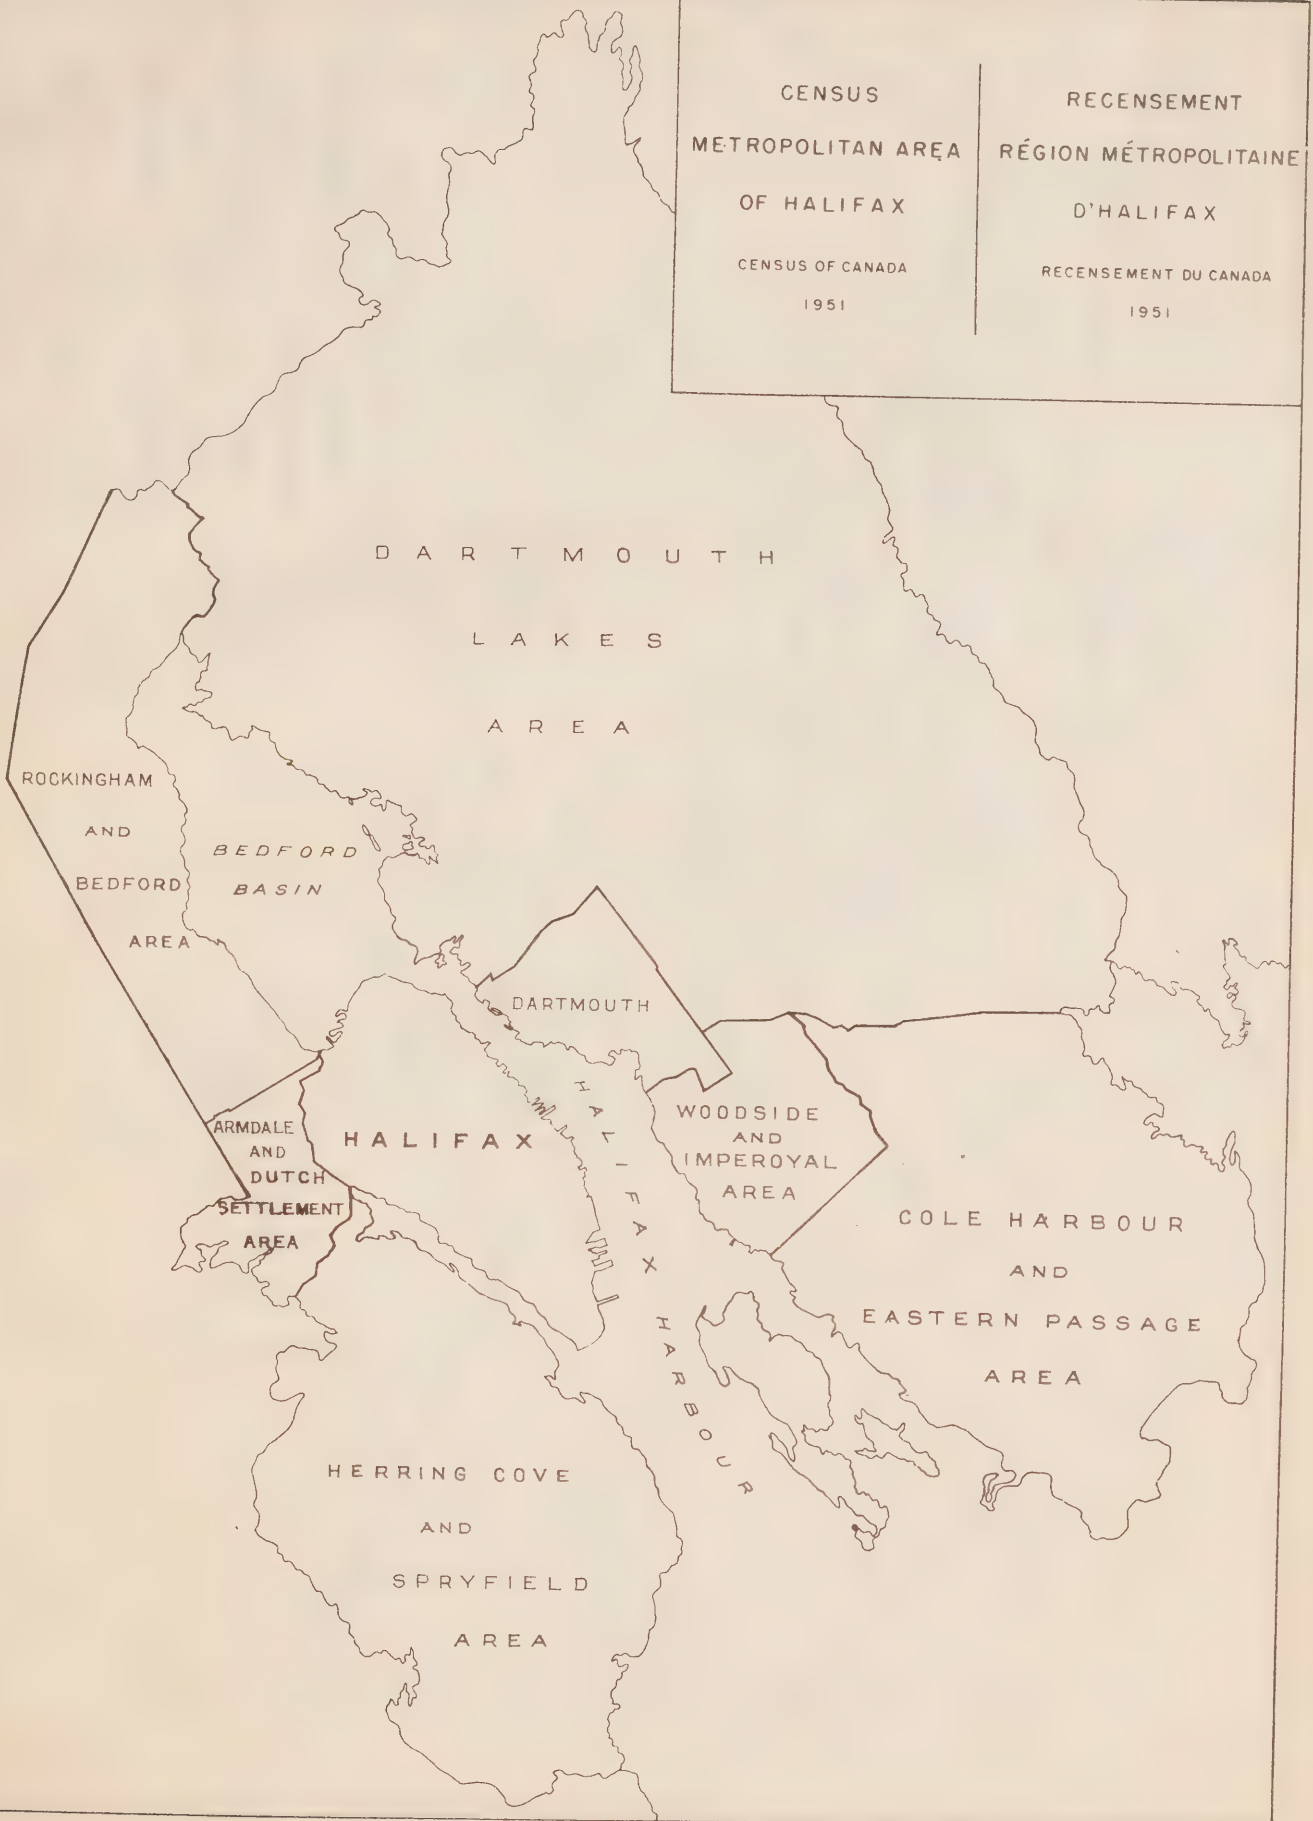 CENSUS
METROPOLITAN AREA
OF HALIFAX
CENSUS OF CANADA
1951
RECENSEMENT
RÉGION MÉTROPOLITAINE
D'HALIFAX
RECENSEMENT DU CANADA
1951
DARTMOUTH
LAKES
AREA
ROCKINGHAM
AND
BEDFORD
AREA
BEDFORD
BASIN
DARTMOUTH
HALIFAX HARBOUR
WOODSIDE
AND
IMPEROYAL
AREA
ARMDALE
AND
DUTCH
SETTLEMENT
AREA
HALIFAX
COLE HARBOUR
AND
EASTERN PASSAGE
AREA
HERRING COVE
AND
SPRYFIELD
AREA